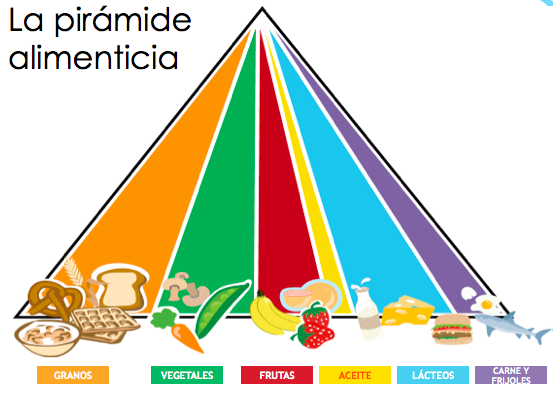 La pirámide
alimenticia
GRANOS
VEGETALES
FRUTAS
ACEITE
LÁCTEOS
CARNE Y
FRIJOLES